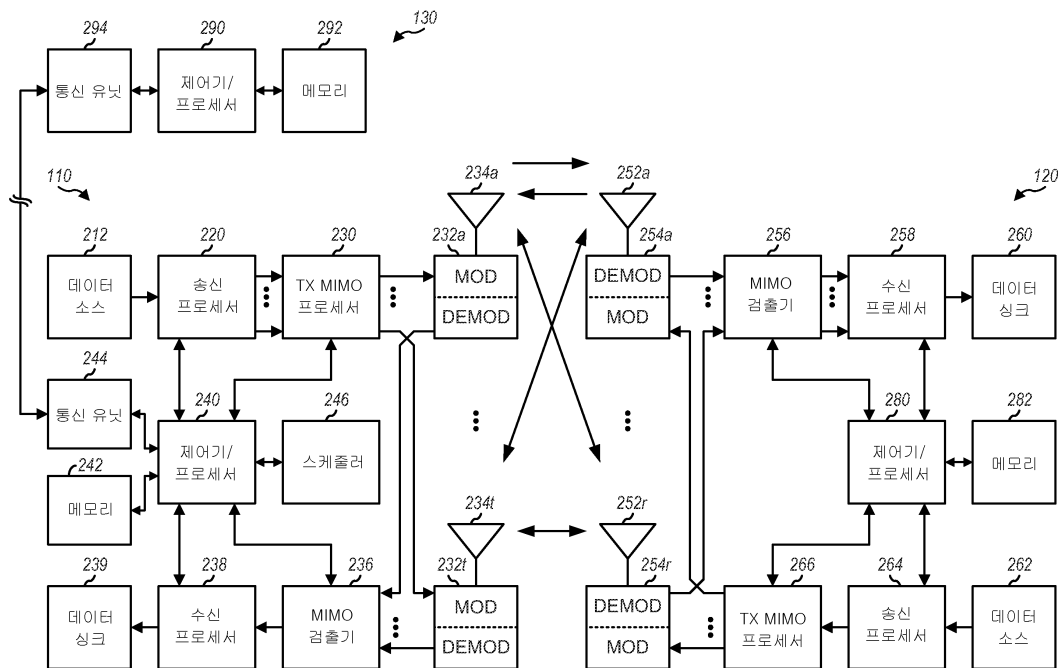 294
290
292
130
통신 유닛
제어기/
프로세서
메모리
110
234a
252a
120
212
220
230
232a
254a
256
258
260
데이터
소스
송신
프로세서
TX MIMO
프로세서
MOD
DEMOD
DEMOD
MOD
MIMO
검출기
수신
프로세서
데이터
싱크
244
240
246
280
282
통신 유닛
제어기/
프로세서
스케줄러
제어기/
프로세서
메모리
242
메모리
234t
252r
239
238
236
232t
254r
266
264
262
데이터
싱크
수신
프로세서
MIMO
검출기
MOD
DEMOD
DEMOD
MOD
TX MIMO
프로세서
송신
프로세서
데이터
소스